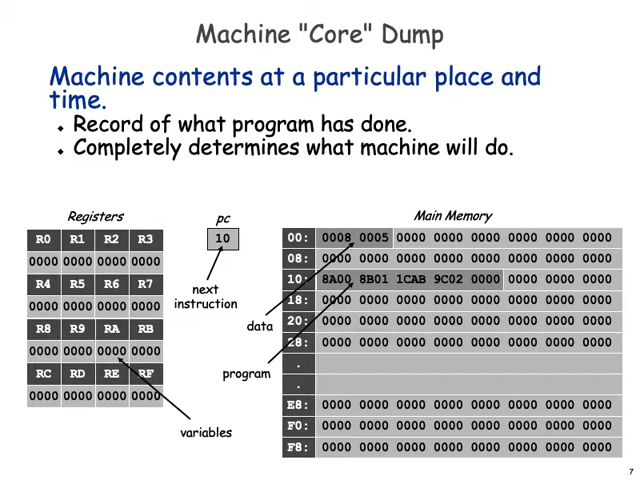 Machine "Core" Dump
Machine contents at a particular place and
time.
Record of what program has done.
Completely determines what machine will do.
Registers
R0 R1 R2 R3
0000 0000 0000 0000
R4 R5 R6 R7
0000 0000 0000 0000
R8 R9 RA RB
0000 0000 0000 0000
RC RD RE RF
0000 0000 0000 0000
variables
pc
10
next
instruction
data
program
Main Memory
00: 0008 0005 0000 0000 0000 0000 0000 0000
08: 0000 0000 0000 0000 0000 0000 0000 0000
10: 8A00 8B01 1CAB 9C02 0000 0000 0000 0000
18: 0000 0000 0000 0000 0000 0000 0000 0000
20: 0000 0000 0000 0000 0000 0000 0000 0000
28: 0000 0000 0000 0000 0000 0000 0000 0000
.
.
E8: 0000 0000 0000 0000 0000 0000 0000 0000
F0: 0000 0000 0000 0000 0000 0000 0000 0000
F8: 0000 0000 0000 0000 0000 0000 0000 0000
7